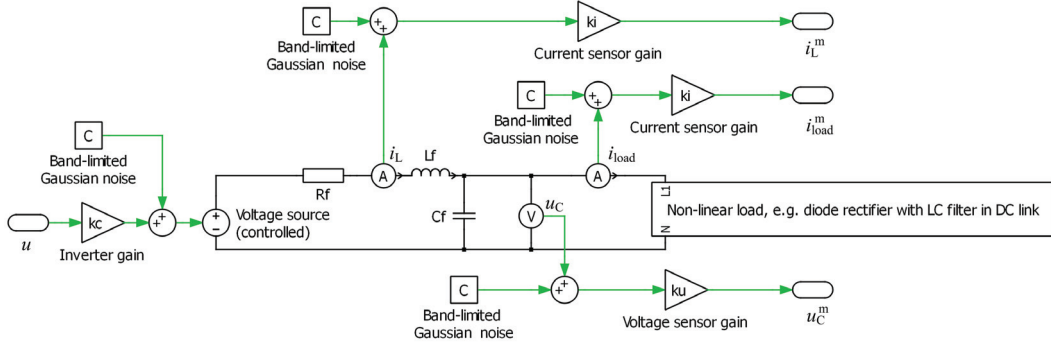 C
Band-limited
Gaussian noise
ki
Current sensor gain
i_L^m
C
Band-limited
Gaussian noise
ki
Current sensor gain
i_load^m
C
Band-limited
Gaussian noise
u
kc
Inverter gain
Voltage source
(controlled)
Rf
A
i_L
Lf
Cf
V
u_C
A
i_load
L1
N
Non-linear load, e.g. diode rectifier with LC filter in DC link
C
Band-limited
Gaussian noise
ku
Voltage sensor gain
u_C^m